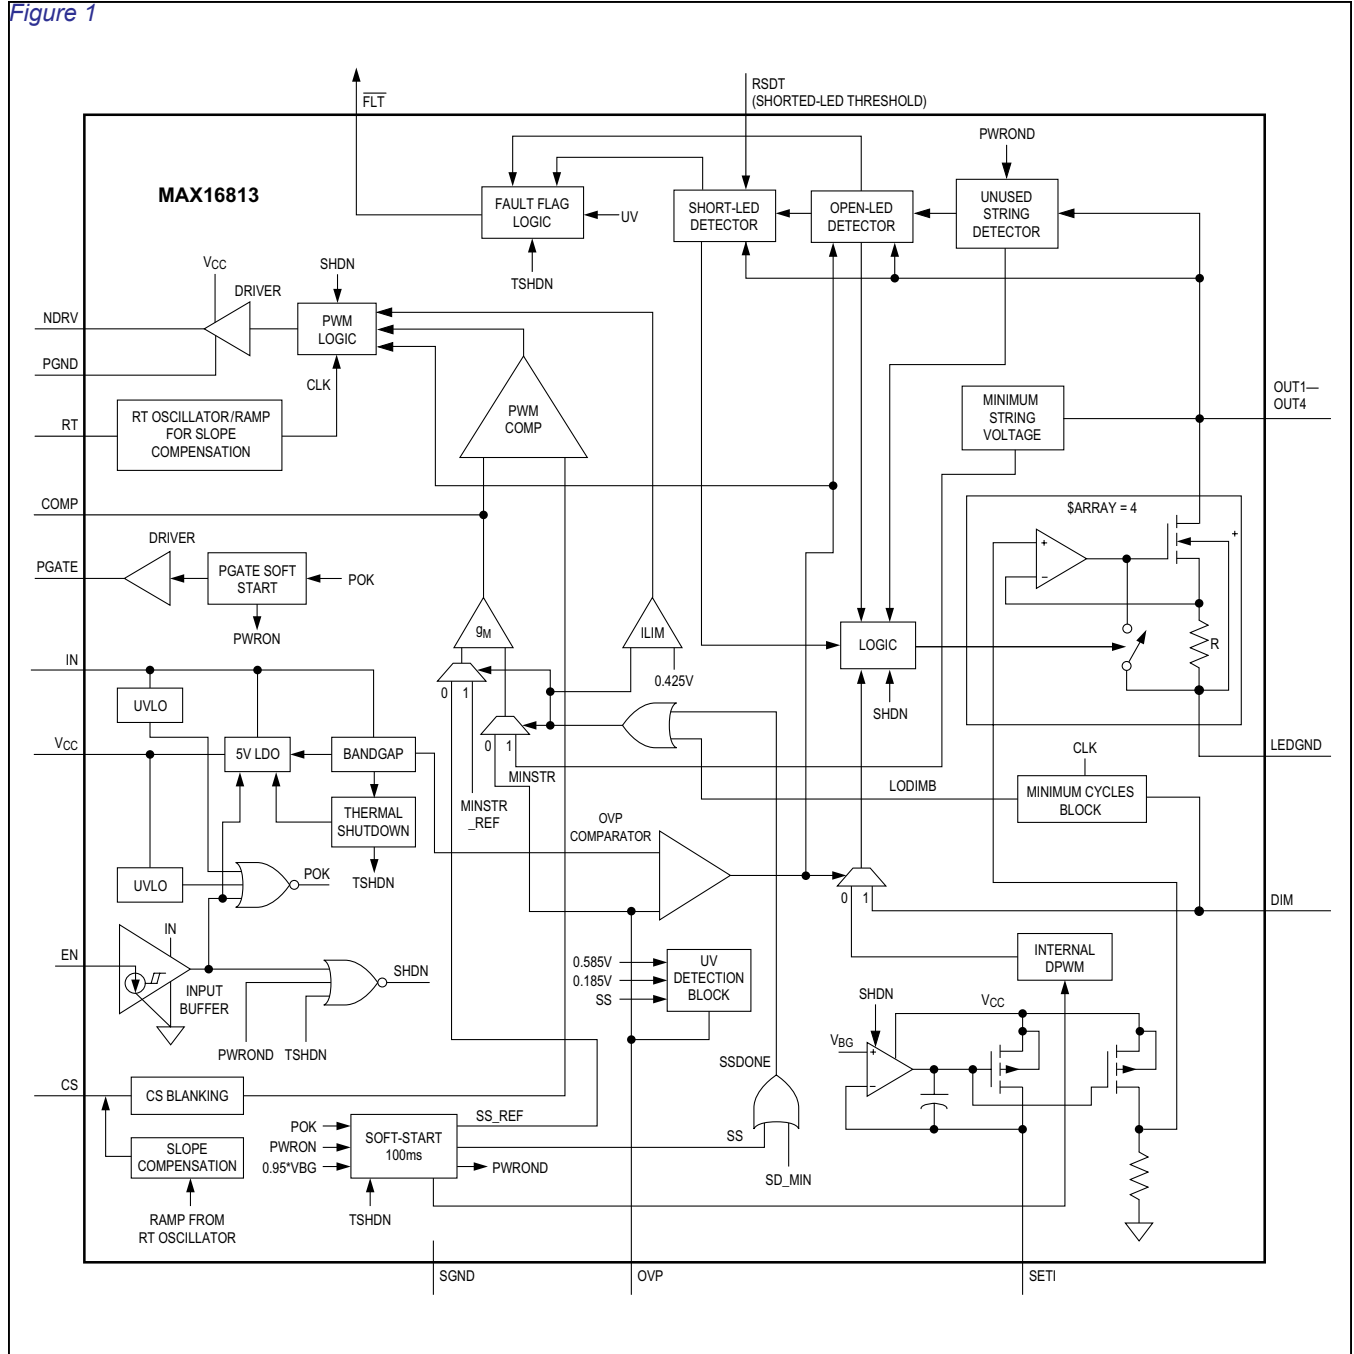 Figure 1
FLT
RSDT
(SHORTED-LED THRESHOLD)
PWROND
MAX16813
FAULT FLAG
LOGIC
UV
TSHDN
SHORT-LED
DETECTOR
OPEN-LED
DETECTOR
UNUSED
STRING
DETECTOR
VCC
DRIVER
SHDN
NDRV
PWM
LOGIC
PGND
CLK
RT
RT OSCILLATOR/RAMP
FOR SLOPE
COMPENSATION
PWM
COMP
MINIMUM
STRING
VOLTAGE
OUT1—
OUT4
COMP
$ARRAY = 4
+
-
+
R
DRIVER
PGATE
PGATE SOFT
START
POK
PWRON
gM
ILIM
0.425V
LOGIC
SHDN
IN
UVLO
0 1
0 1
VCC
5V LDO
BANDGAP
MINSTR
MINSTR
_REF
THERMAL
SHUTDOWN
TSHDN
LEDGND
CLK
LODIMB
MINIMUM CYCLES
BLOCK
OVP
COMPARATOR
UVLO
POK
0 1
DIM
IN
EN
INPUT
BUFFER
SHDN
PWROND
TSHDN
0.585V
0.185V
SS
UV
DETECTION
BLOCK
INTERNAL
DPWM
SHDN
VCC
VBG
+
-
SSDONE
CS
CS BLANKING
SLOPE
COMPENSATION
RAMP FROM
RT OSCILLATOR
POK
PWRON
0.95*VBG
SOFT-START
100ms
SS_REF
SS
PWROND
TSHDN
SD_MIN
SGND
OVP
SETI